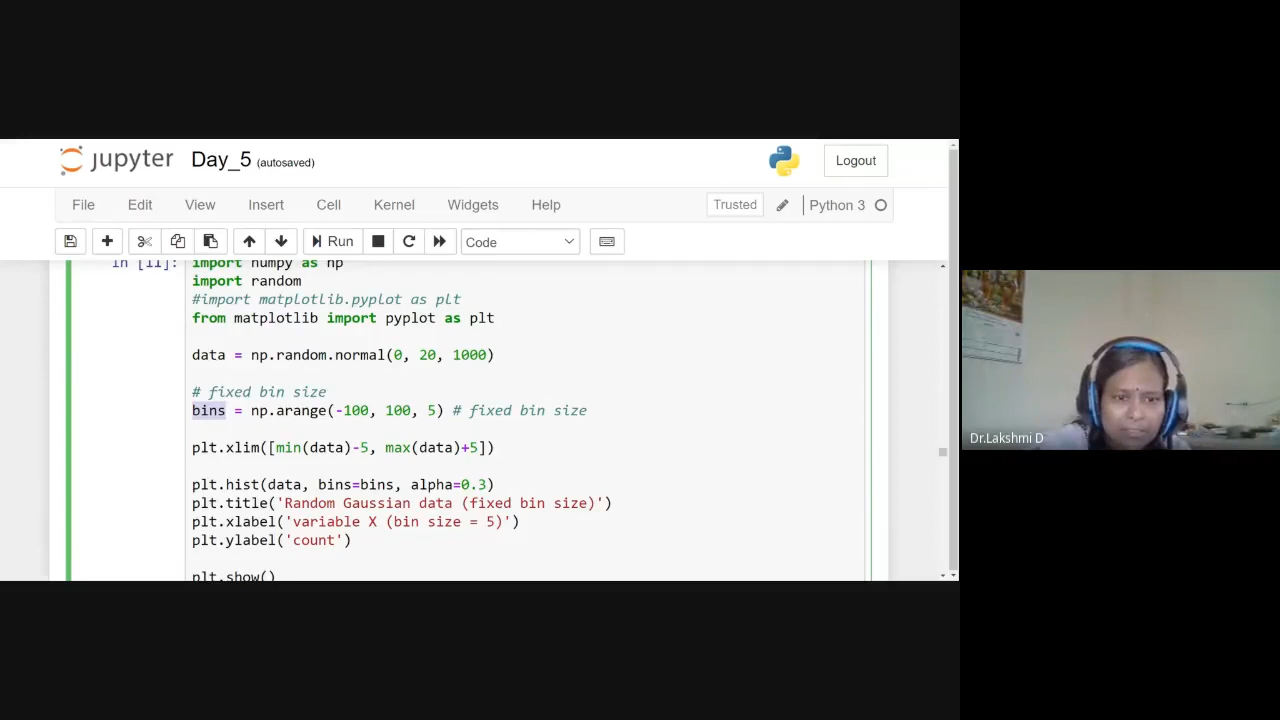 jupyter Day_5 (autosaved)
Logout
File Edit View Insert Cell Kernel Widgets Help
Trusted Python 3
Run Code
In [11]: import numpy as np
import random
#import matplotlib.pyplot as plt
from matplotlib import pyplot as plt
data = np.random.normal(0, 20, 1000)
# fixed bin size
bins = np.arange(-100, 100, 5) # fixed bin size
plt.xlim([min(data)-5, max(data)+5])
plt.hist(data, bins=bins, alpha=0.3)
plt.title('Random Gaussian data (fixed bin size)')
plt.xlabel('variable X (bin size = 5)')
plt.ylabel('count')
plt.show()
Dr.Lakshmi D